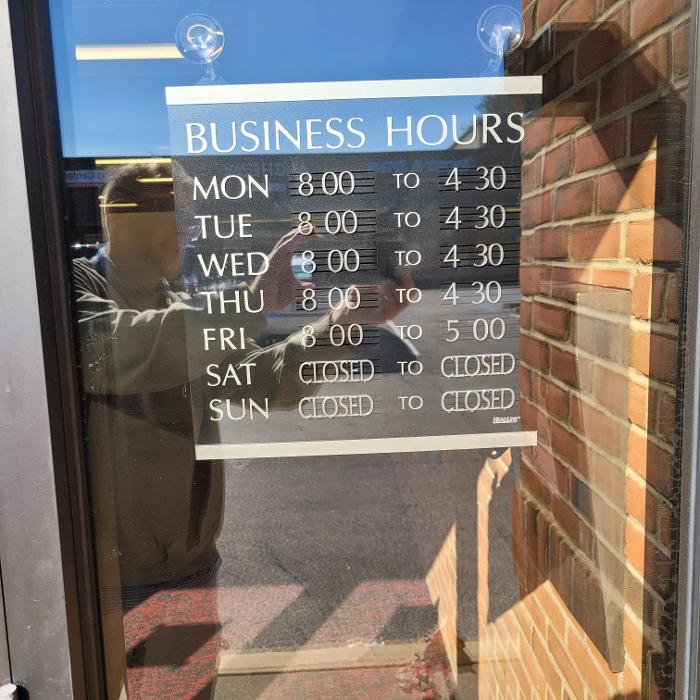 BUSINESS HOURS
MON 8 00 TO 4 30
TUE 8 00 TO 4 30
WED 8 00 TO 4 30
THU 8 00 TO 4 30
FRI 8 00 TO 5 00
SAT CLOSED TO CLOSED
SUN CLOSED TO CLOSED
HEADLINE